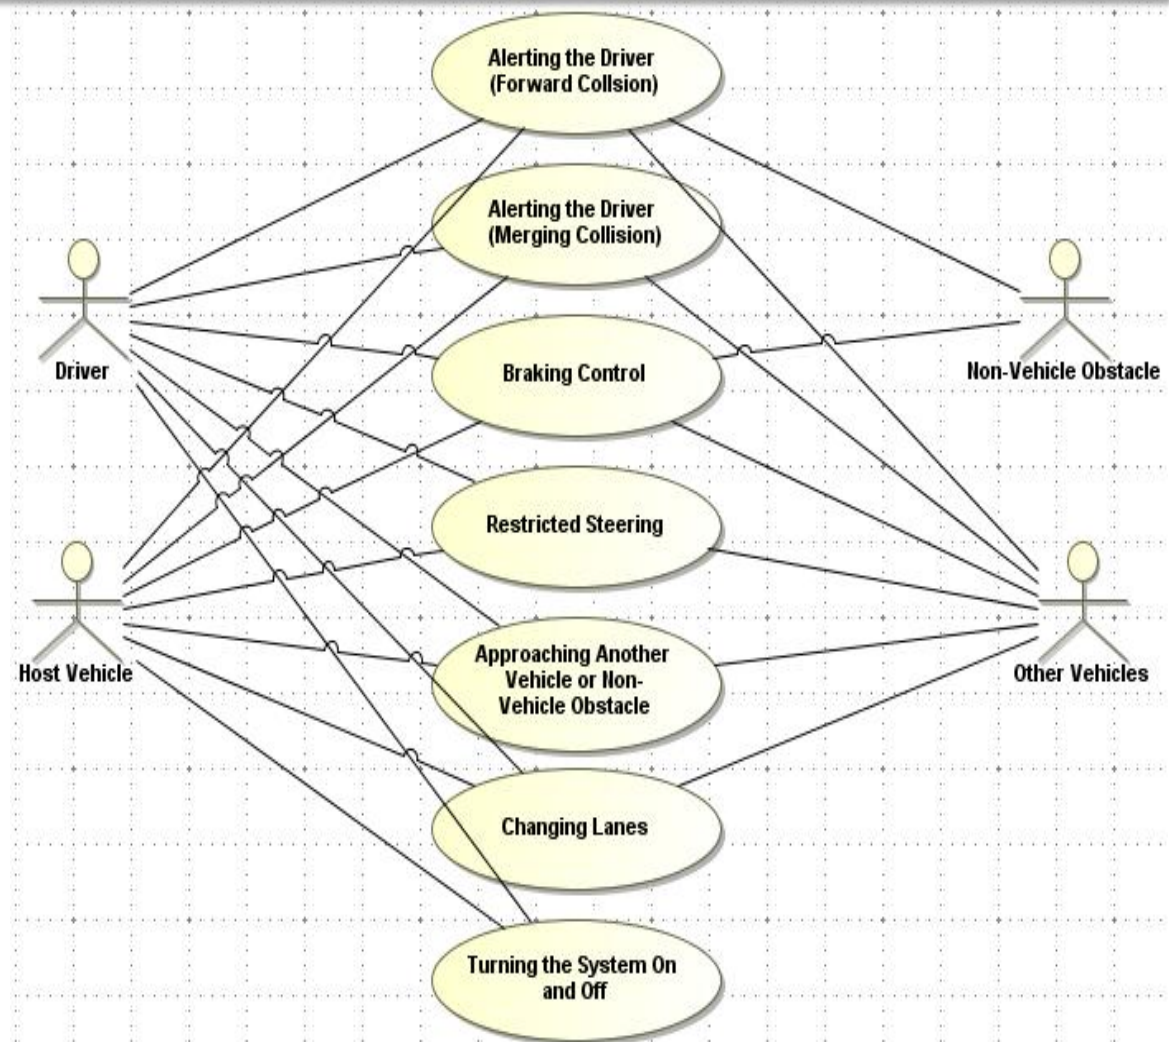 Alerting the Driver
(Forward Collsion)
Alerting the Driver
(Merging Collision)
Driver
Braking Control
Non-Vehicle Obstacle
Restricted Steering
Host Vehicle
Approaching Another
Vehicle or Non-
Vehicle Obstacle
Other Vehicles
Changing Lanes
Turning the System On
and Off